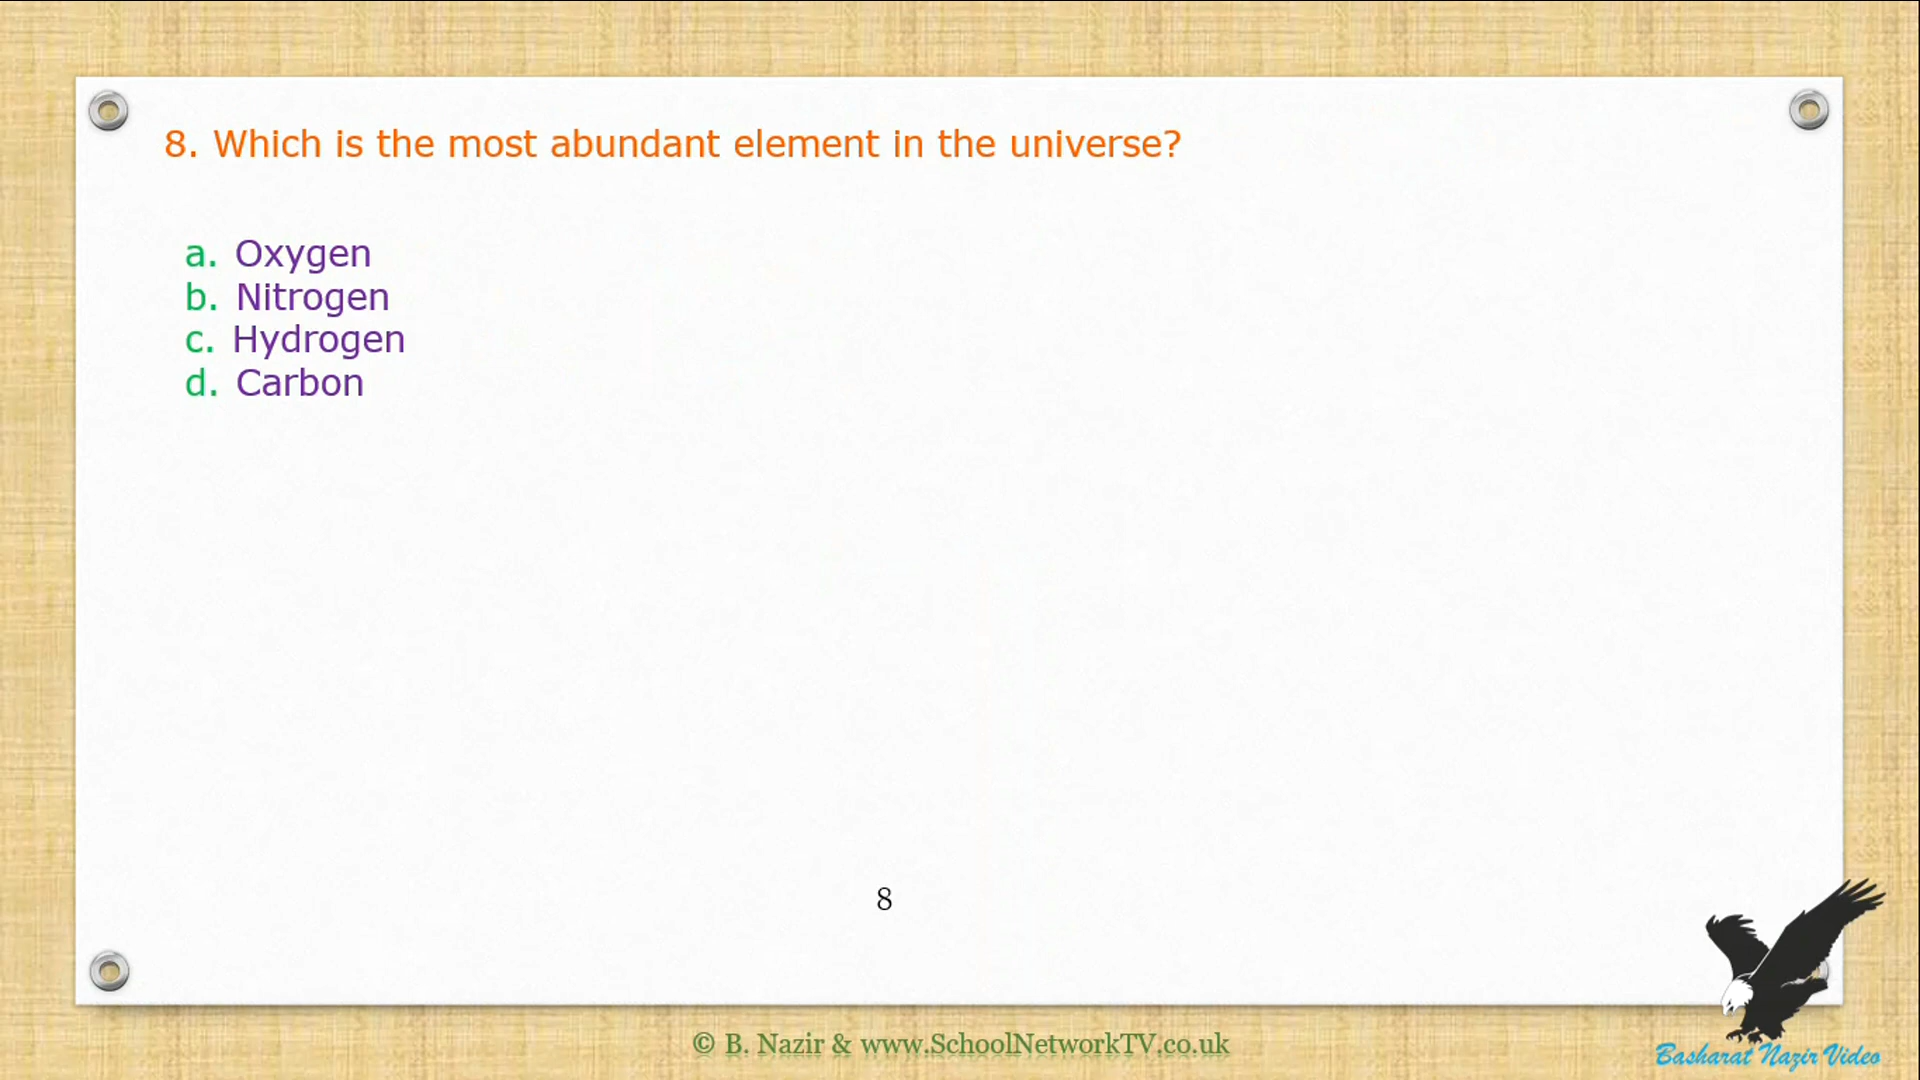 8. Which is the most abundant element in the universe?
a. Oxygen
b. Nitrogen
c. Hydrogen
d. Carbon
8
© B. Nazir & www.SchoolNetworkTV.co.uk
Basharat Nazir Video